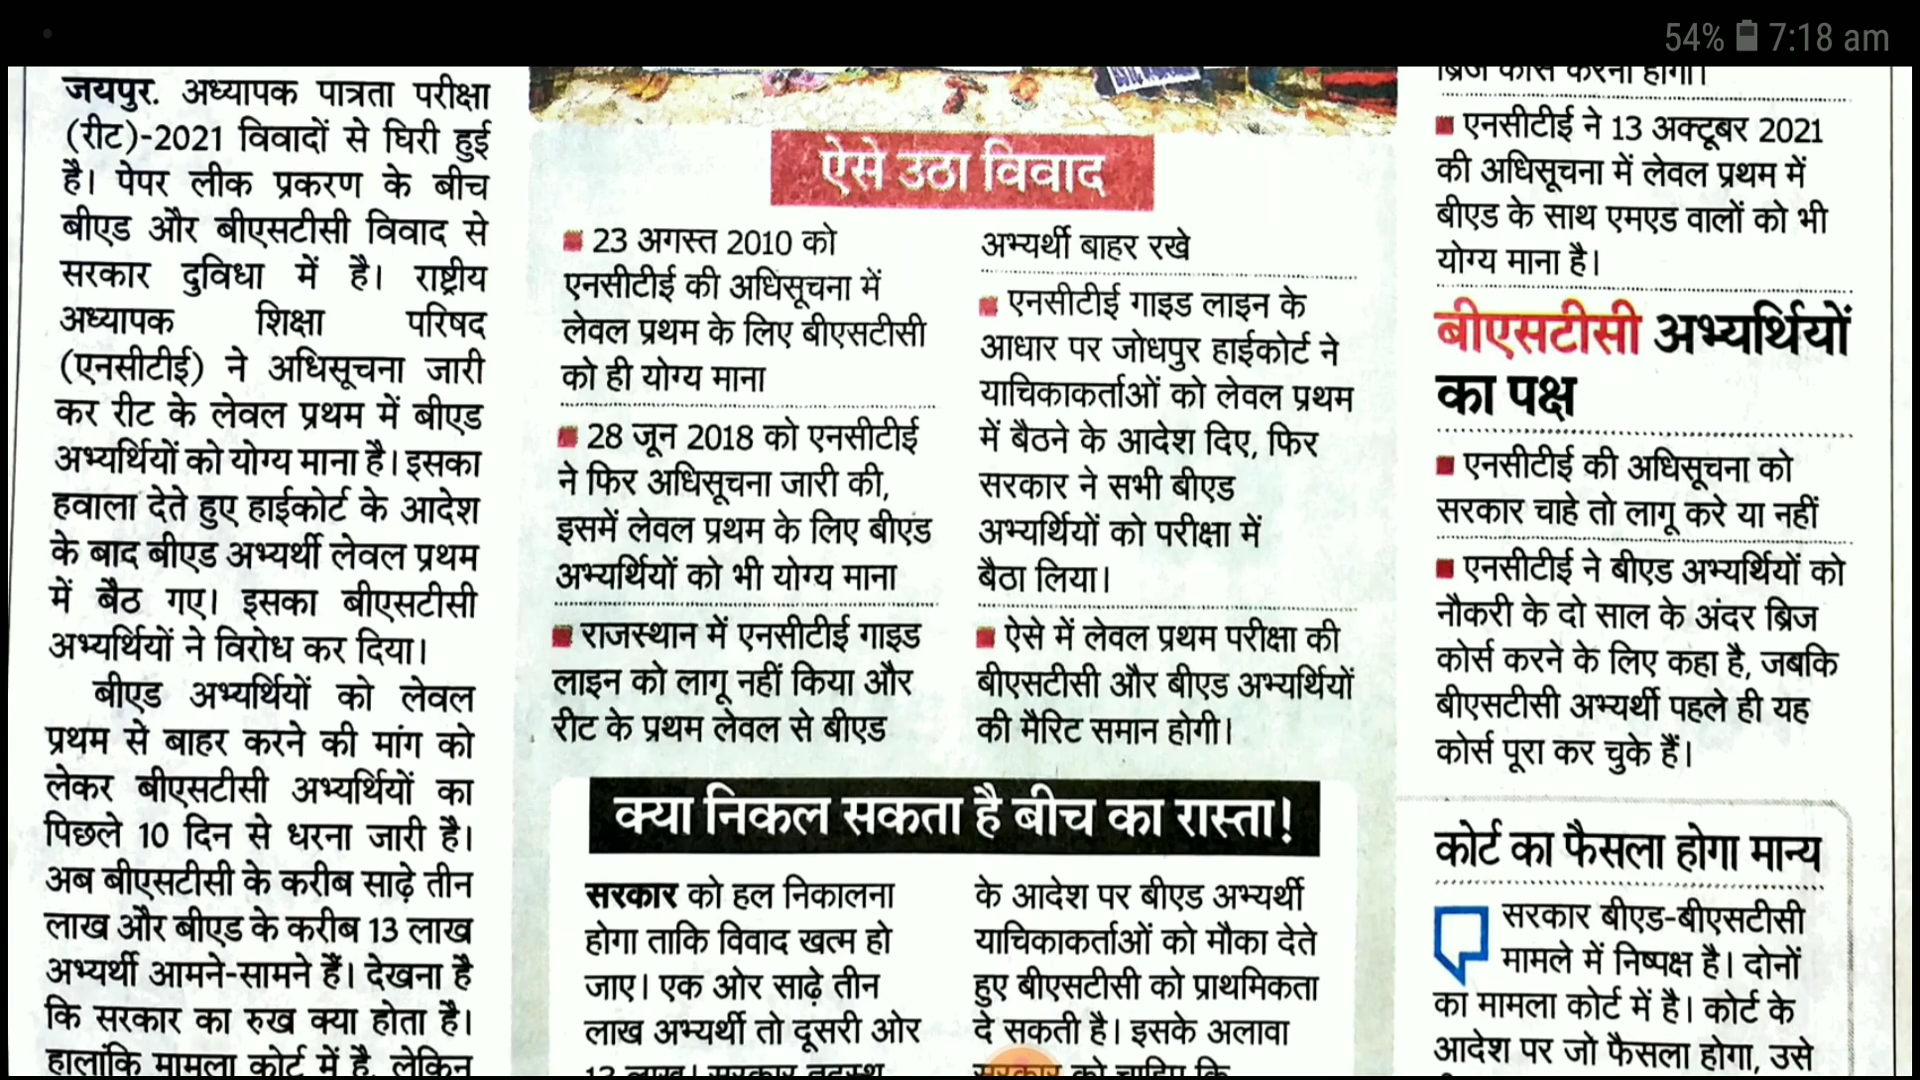 54% 7:18 am
जयपुर. अध्यापक पात्रता परीक्षा
(रीट)-2021 विवादों से घिरी हुई
है। पेपर लीक प्रकरण के बीच
बीएड और बीएसटीसी विवाद से
सरकार दुविधा में है। राष्ट्रीय
अध्यापक शिक्षा परिषद
(एनसीटीई) ने अधिसूचना जारी
कर रीट के लेवल प्रथम में बीएड
अभ्यर्थियों को योग्य माना है। इसका
हवाला देते हुए हाईकोर्ट के आदेश
के बाद बीएड अभ्यर्थी लेवल प्रथम
में बैठ गए। इसका बीएसटीसी
अभ्यर्थियों ने विरोध कर दिया।
बीएड अभ्यर्थियों को लेवल
प्रथम से बाहर करने की मांग को
लेकर बीएसटीसी अभ्यर्थियों का
पिछले 10 दिन से धरना जारी है।
अब बीएसटीसी के करीब साढ़े तीन
लाख और बीएड के करीब 13 लाख
अभ्यर्थी आमने-सामने हैं। देखना है
कि सरकार का रुख क्या होता है।
हालांकि मामला कोर्ट में है, लेकिन
ऐसे उठा विवाद
23 अगस्त 2010 को
एनसीटीई की अधिसूचना में
लेवल प्रथम के लिए बीएसटीसी
को ही योग्य माना
28 जून 2018 को एनसीटीई
ने फिर अधिसूचना जारी की,
इसमें लेवल प्रथम के लिए बीएड
अभ्यर्थियों को भी योग्य माना
राजस्थान में एनसीटीई गाइड
लाइन को लागू नहीं किया और
रीट के प्रथम लेवल से बीएड
अभ्यर्थी बाहर रखे
एनसीटीई गाइड लाइन के
आधार पर जोधपुर हाईकोर्ट ने
याचिकाकर्ताओं को लेवल प्रथम
में बैठने के आदेश दिए, फिर
सरकार ने सभी बीएड
अभ्यर्थियों को परीक्षा में
बैठा लिया।
ऐसे में लेवल प्रथम परीक्षा की
बीएसटीसी और बीएड अभ्यर्थियों
की मैरिट समान होगी।
क्या निकल सकता है बीच का रास्ता!
सरकार को हल निकालना
होगा ताकि विवाद खत्म हो
जाए। एक ओर साढ़े तीन
लाख अभ्यर्थी तो दूसरी ओर
13 लाख। सरकार तटस्थ
के आदेश पर बीएड अभ्यर्थी
याचिकाकर्ताओं को मौका देते
हुए बीएसटीसी को प्राथमिकता
दे सकती है। इसके अलावा
सरकार को चाहिए कि
ब्रिज कोर्स करना होगा।
एनसीटीई ने 13 अक्टूबर 2021
की अधिसूचना में लेवल प्रथम में
बीएड के साथ एमएड वालों को भी
योग्य माना है।
बीएसटीसी अभ्यर्थियों
का पक्ष
एनसीटीई की अधिसूचना को
सरकार चाहे तो लागू करे या नहीं
एनसीटीई ने बीएड अभ्यर्थियों को
नौकरी के दो साल के अंदर ब्रिज
कोर्स करने के लिए कहा है, जबकि
बीएसटीसी अभ्यर्थी पहले ही यह
कोर्स पूरा कर चुके हैं।
कोर्ट का फैसला होगा मान्य
सरकार बीएड-बीएसटीसी
मामले में निष्पक्ष है। दोनों
का मामला कोर्ट में है। कोर्ट के
आदेश पर जो फैसला होगा, उसे